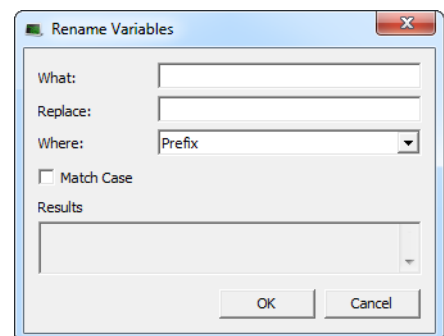 Rename Variables
What:
Replace:
Where: Prefix
Match Case
Results
OK Cancel